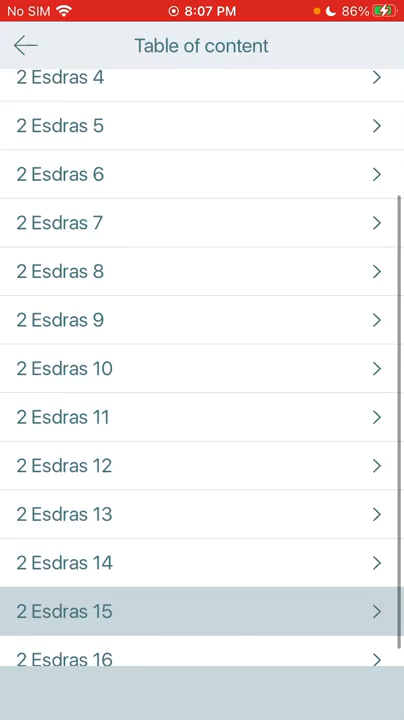 No SIM 8:07 PM 86%
Table of content
2 Esdras 4
2 Esdras 5
2 Esdras 6
2 Esdras 7
2 Esdras 8
2 Esdras 9
2 Esdras 10
2 Esdras 11
2 Esdras 12
2 Esdras 13
2 Esdras 14
2 Esdras 15
2 Esdras 16